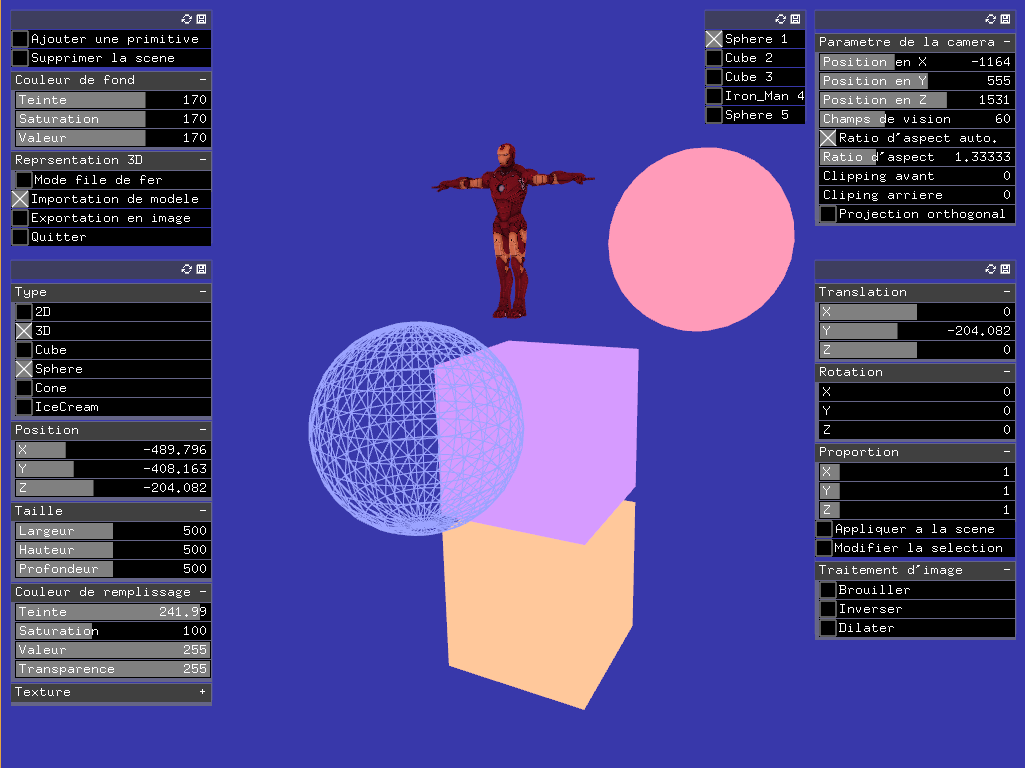 Ajouter une primitive
Supprimer la scene
Couleur de fond -
Teinte 170
Saturation 170
Valeur 170
Reprsentation 3D -
Mode file de fer
Importation de modele
Exportation en image
Quitter
Type -
2D
3D
Cube
Sphere
Cone
IceCream
Position -
X -489.796
Y -408.163
Z -204.082
Taille -
Largeur 500
Hauteur 500
Profondeur 500
Couleur de remplissage -
Teinte 241.99
Saturation 100
Valeur 255
Transparence 255
Texture +
Sphere 1
Cube 2
Cube 3
Iron_Man 4
Sphere 5
Parametre de la camera -
Position en X -1164
Position en Y 555
Position en Z 1531
Champs de vision 60
Ratio d'aspect auto.
Ratio d'aspect 1.33333
Clipping avant 0
Cliping arriere 0
Projection orthogonal
Translation -
X 0
Y -204.082
Z 0
Rotation -
X 0
Y 0
Z 0
Proportion -
X 1
Y 1
Z 1
Appliquer a la scene
Modifier la selection
Traitement d'image -
Brouiller
Inverser
Dilater